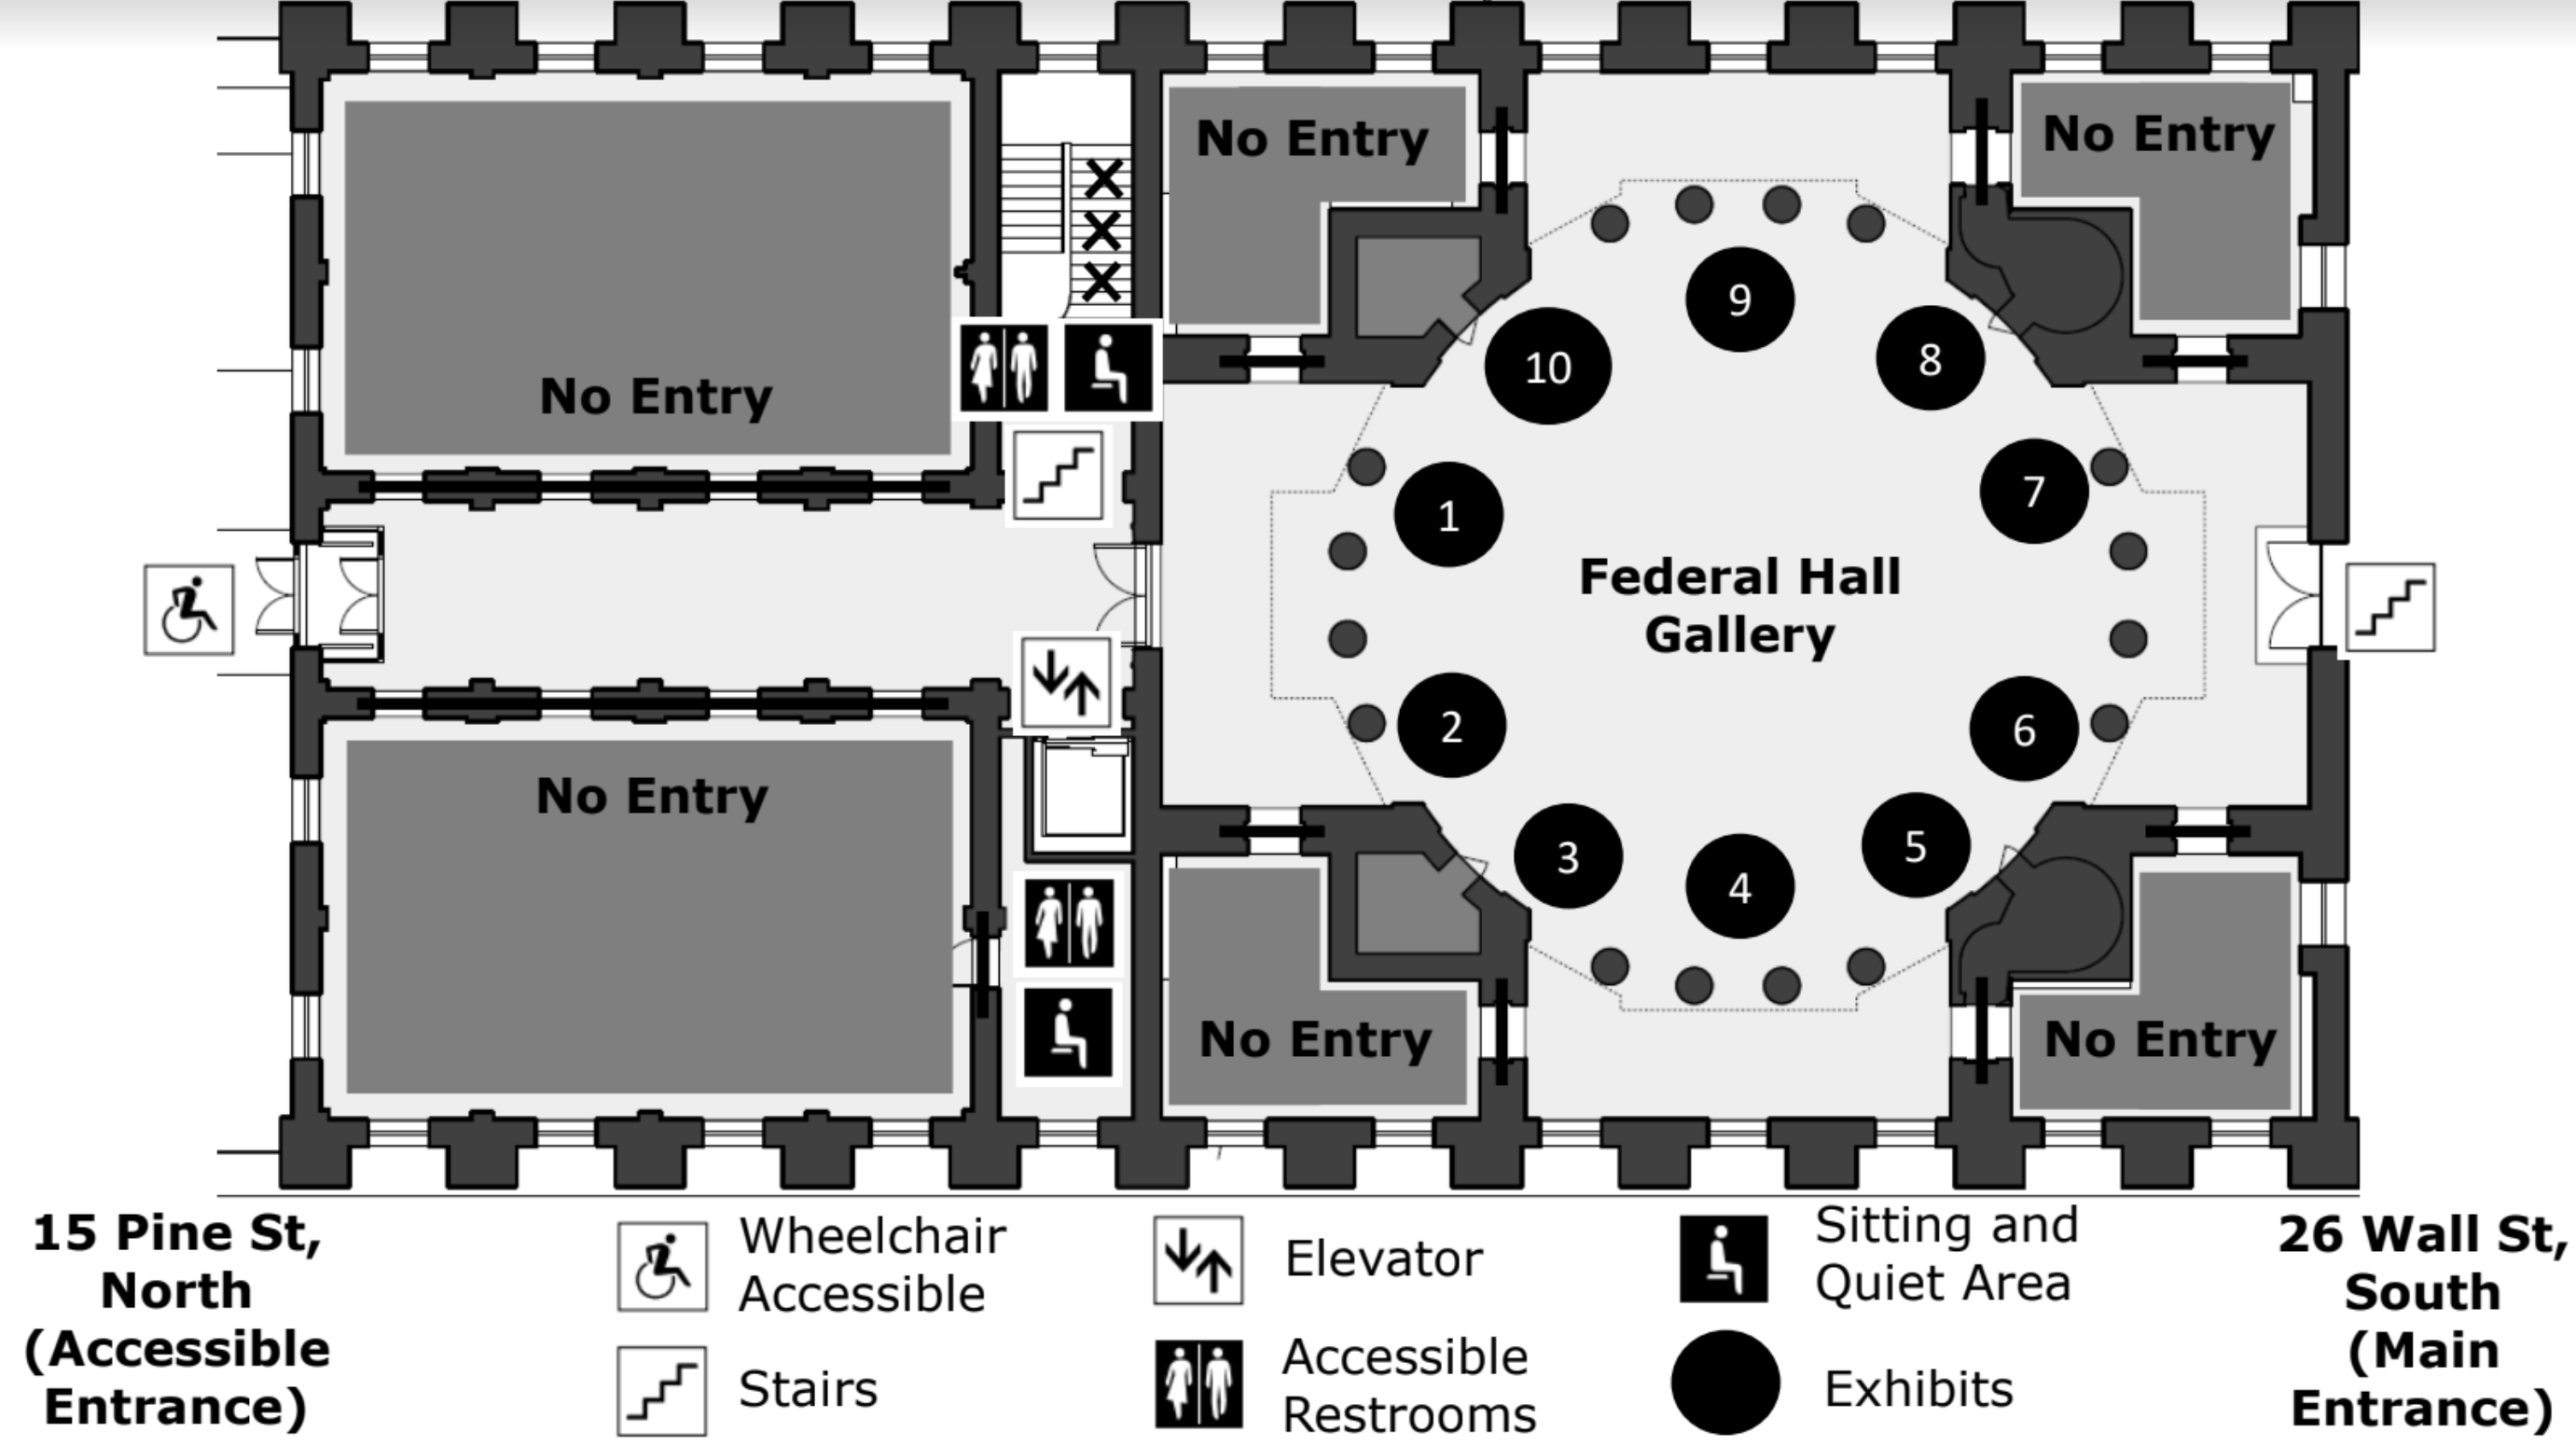 No Entry
No Entry
No Entry
9
10
8
7
1
Federal Hall
Gallery
2
6
No Entry
5
3
4
No Entry
No Entry
15 Pine St,
North
(Accessible
Entrance)
Wheelchair
Accessible
Stairs
Elevator
Accessible
Restrooms
Sitting and
Quiet Area
Exhibits
26 Wall St,
South
(Main
Entrance)